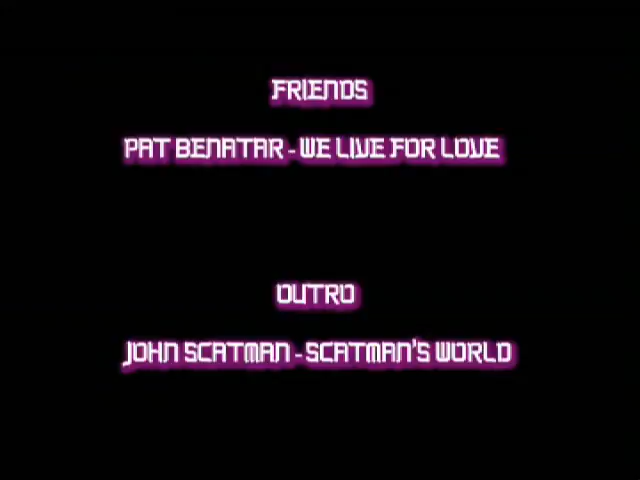 FRIENDS
PAT BENATAR - WE LIVE FOR LOVE
OUTRO
JOHN SCATMAN - SCATMAN'S WORLD